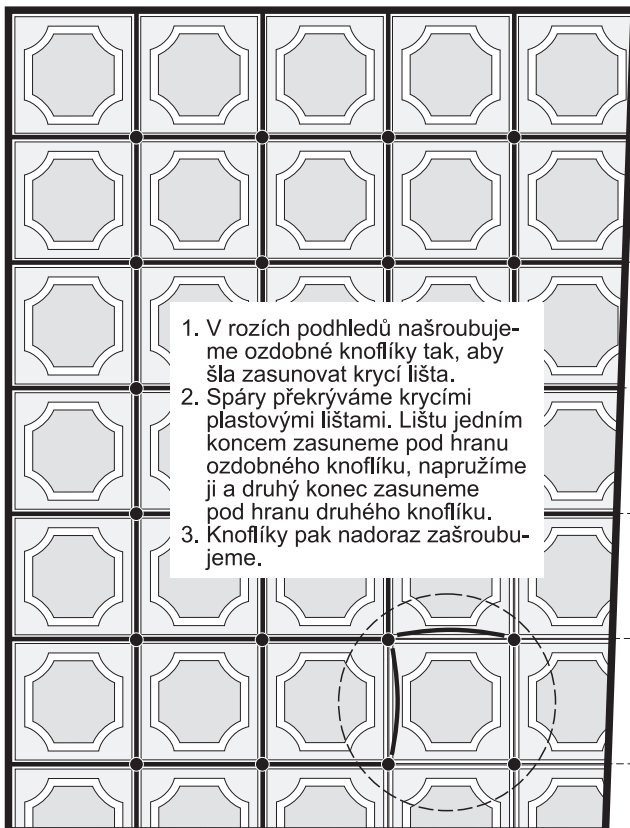 1. V rozích podhledů našroubuje-
me ozdobné knoflíky tak, aby
šla zasunovat krycí lišta.
2. Spáry překrýváme krycími
plastovými lištami. Lištu jedním
koncem zasuneme pod hranu
ozdobného knoflíku, napružíme
ji a druhý konec zasuneme
pod hranu druhého knoflíku.
3. Knoflíky pak nadoraz zašroubu-
jeme.